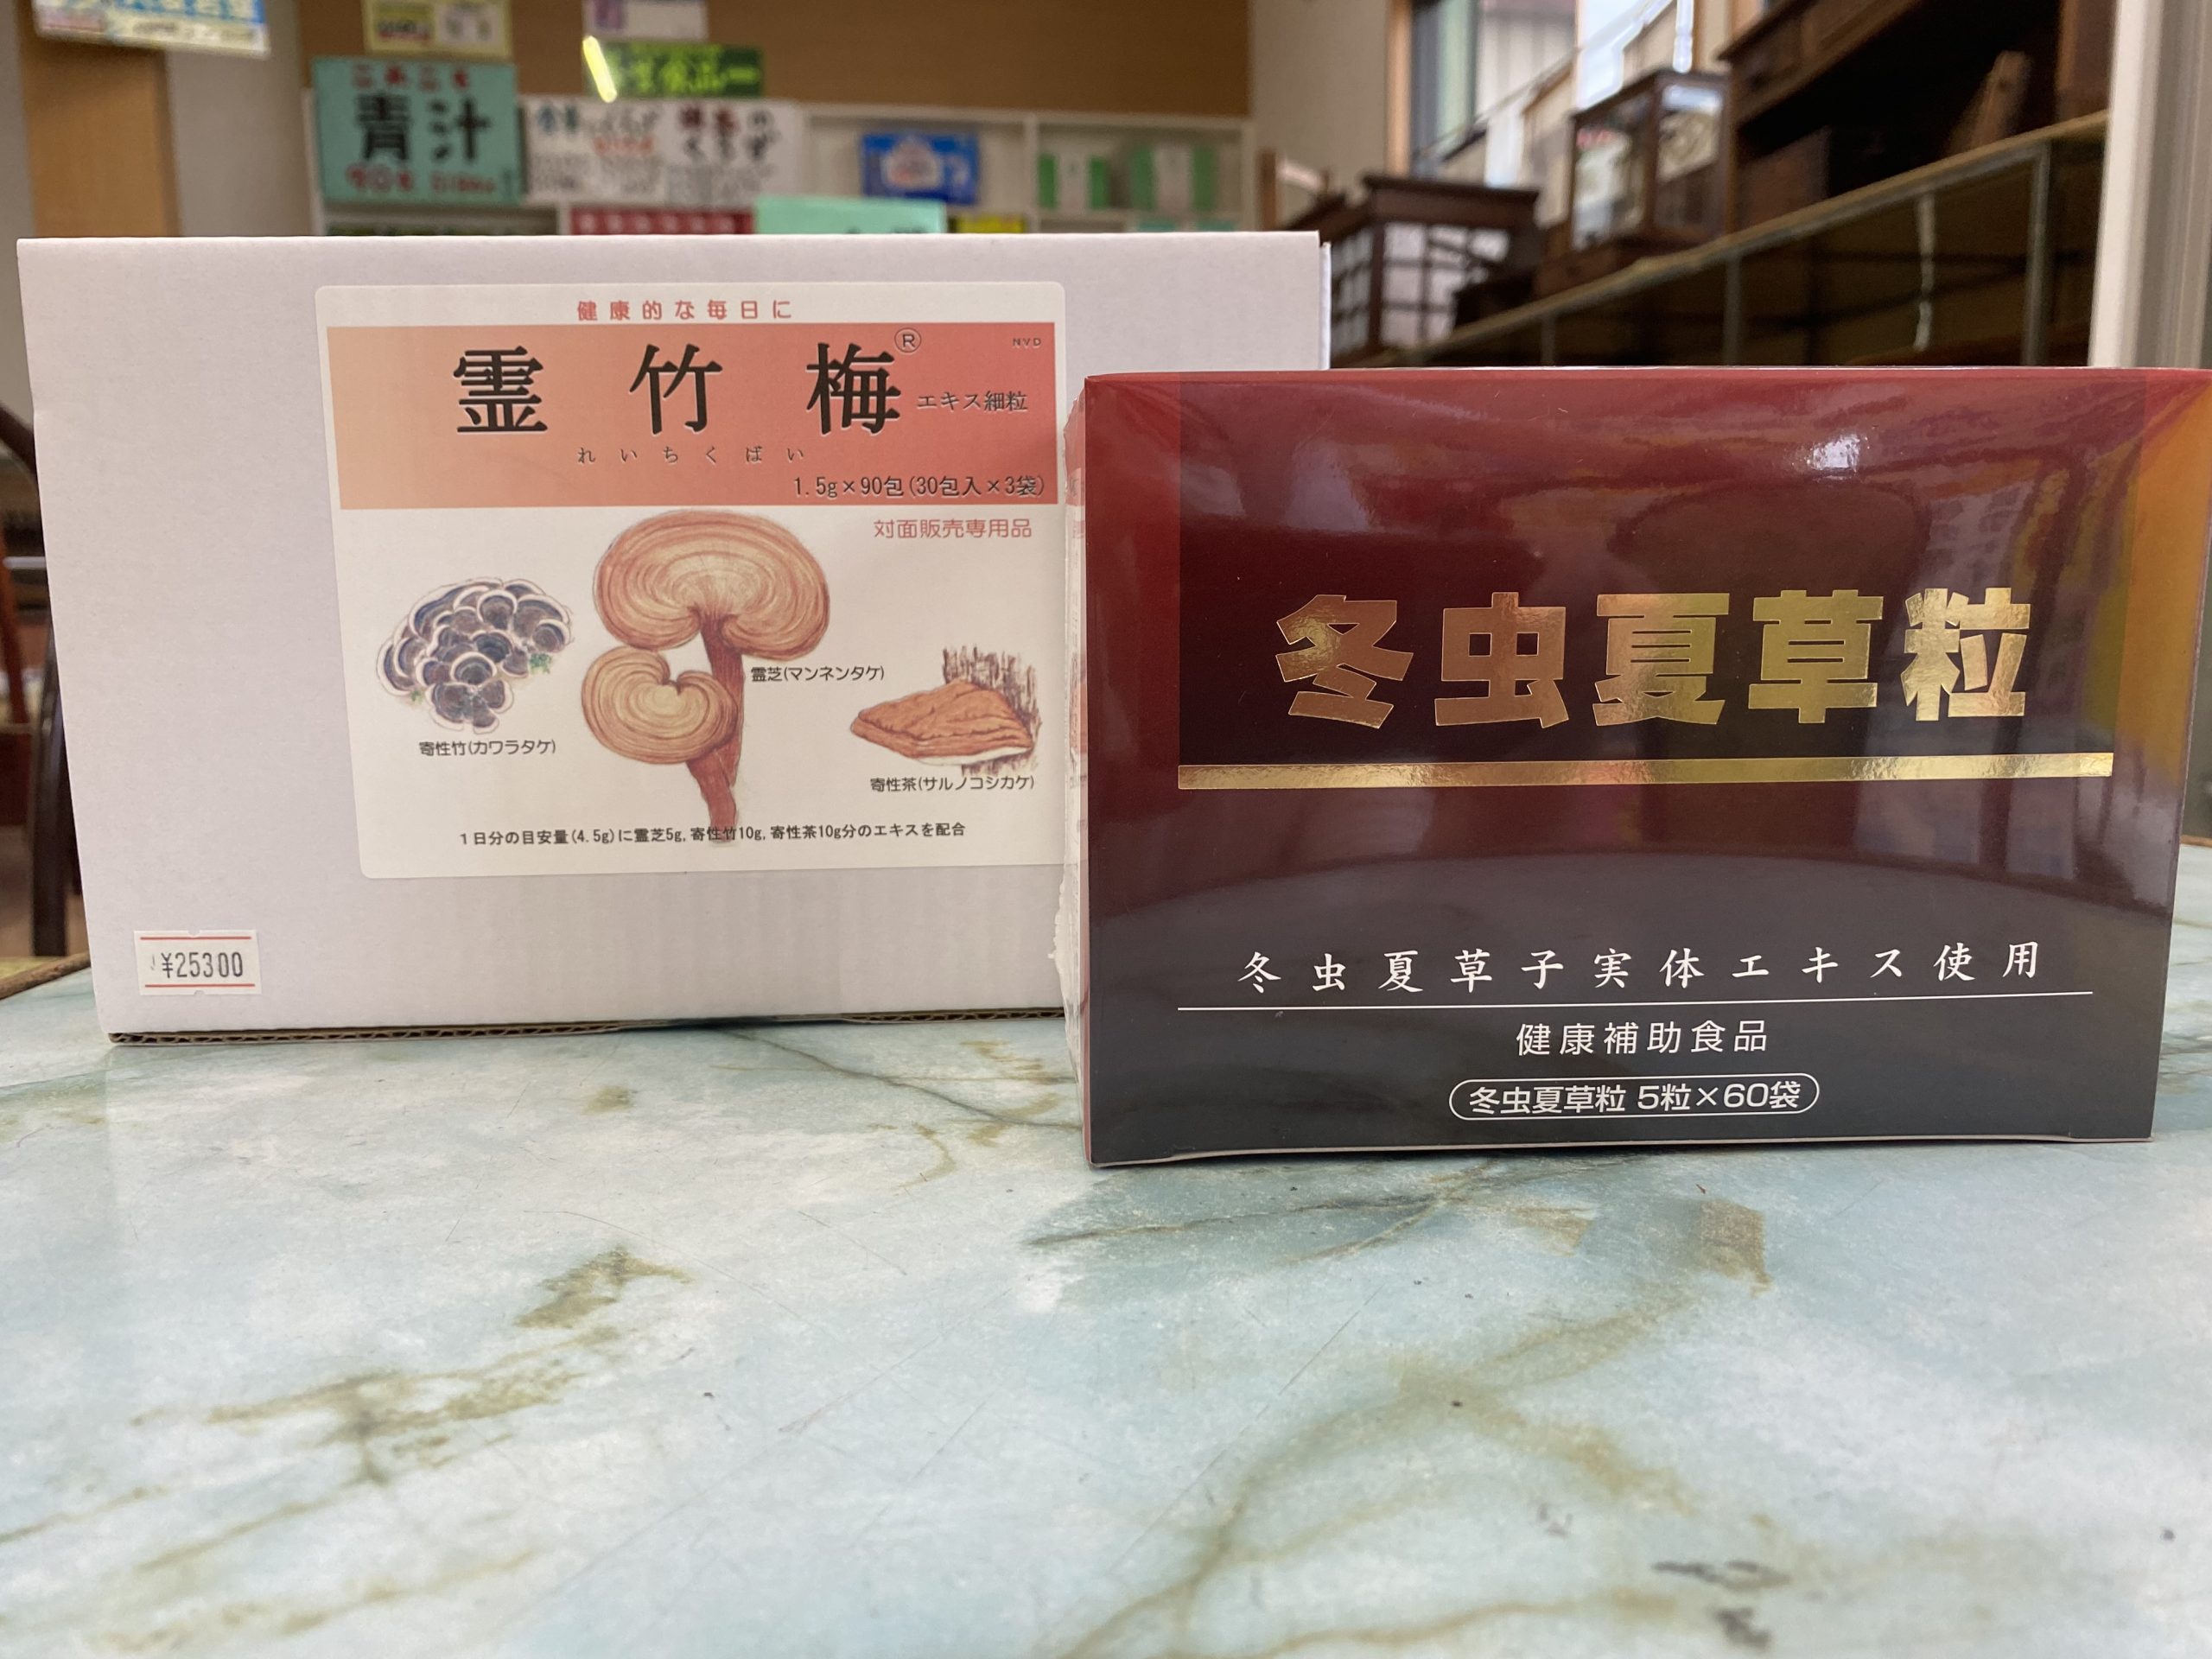 青汁
健康的な毎日に
霊竹梅®
NVD
エキス細粒
れいちくばい
1.5g×90包(30包入×3袋)
対面販売専用品
霊芝(マンネンタケ)
寄性竹(カワラタケ)
寄性茶(サルノコシカケ)
1日分の目安量(4.5g)に霊芝5g,寄性竹10g,寄性茶10g分のエキスを配合
¥25300
冬虫夏草粒
冬虫夏草子実体エキス使用
健康補助食品
冬虫夏草粒 5粒×60袋